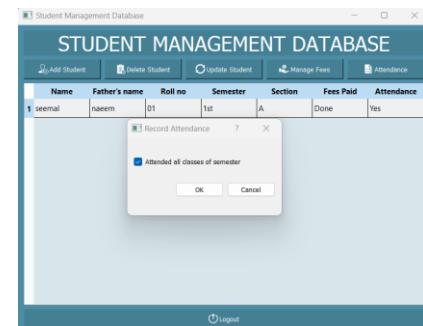 Student Management Database
STUDENT MANAGEMENT DATABASE
Add Student Delete Student Update Student Manage Fees Attendance
Name Father's name Roll no Semester Section Fees Paid Attendance
1 seemal naeem 01 1st A Done Yes
Record Attendance ?
Attended all classes of semester
OK Cancel
Logout